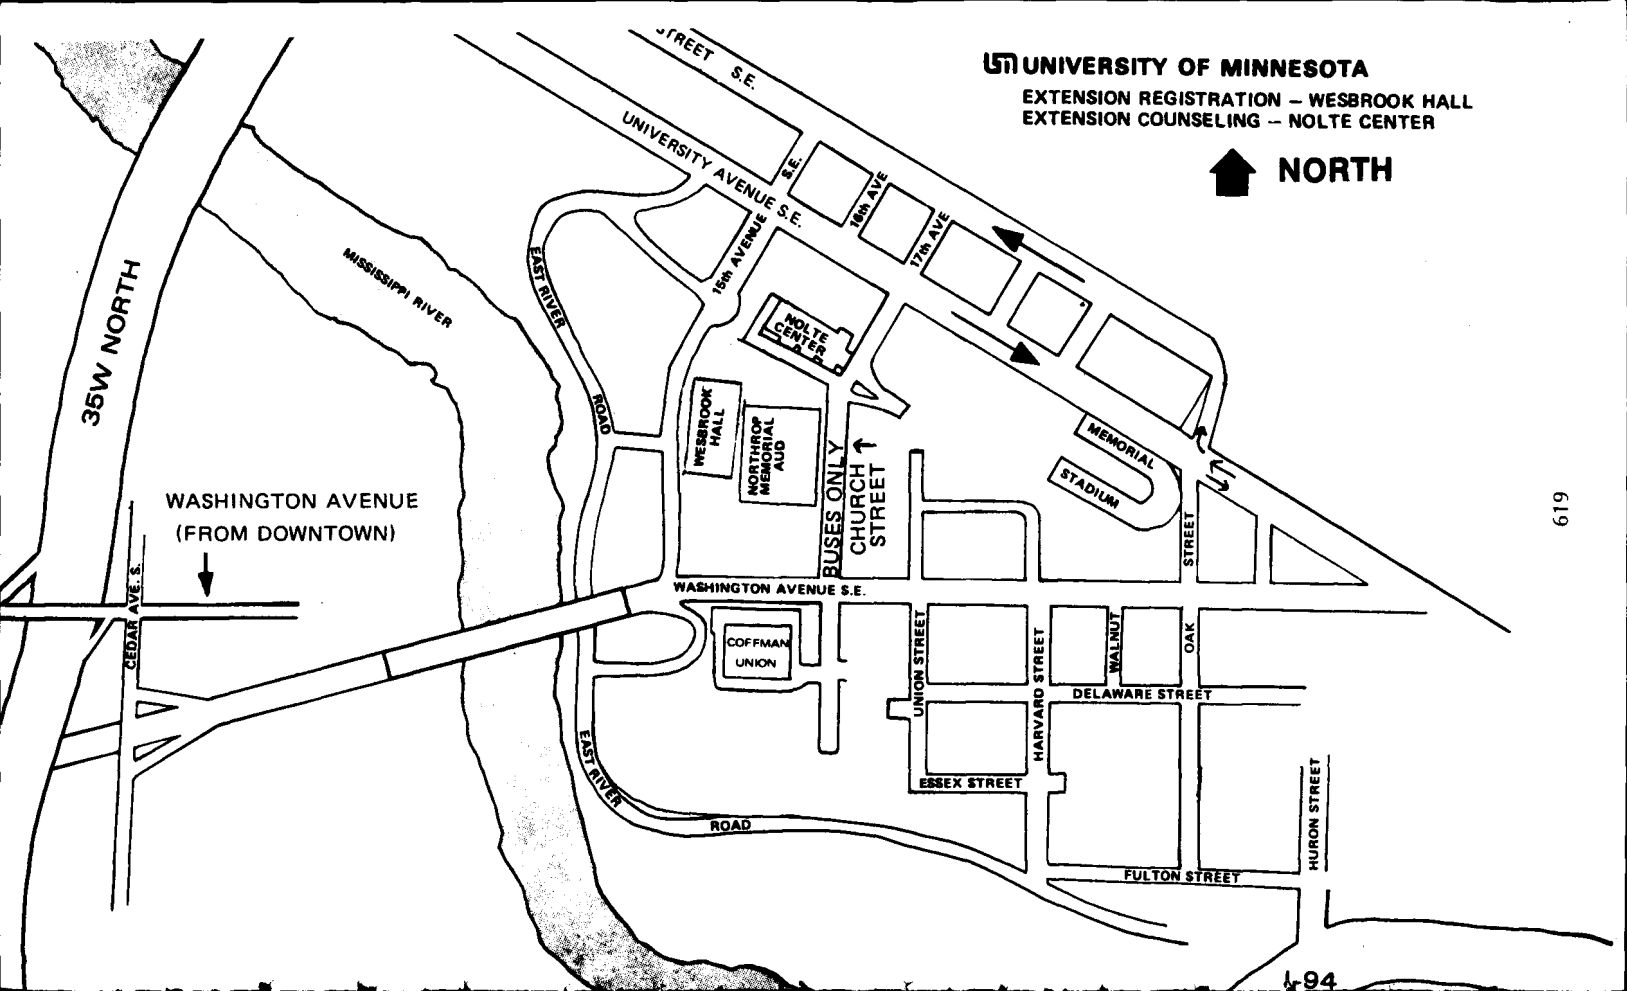 STREET S.E.
UNIVERSITY OF MINNESOTA
EXTENSION REGISTRATION – WESBROOK HALL
EXTENSION COUNSELING – NOLTE CENTER
NORTH
UNIVERSITY AVENUE S.E.
S.E.
16th AVE
17th AVE
15th AVENUE
EAST RIVER
ROAD
MISSISSIPPI RIVER
35W NORTH
NOLTE
CENTER
WESBROOK
HALL
NORTHROP
MEMORIAL
AUD
BUSES ONLY
CHURCH
STREET
MEMORIAL
STADIUM
STREET
OAK
619
WASHINGTON AVENUE
(FROM DOWNTOWN)
CEDAR AVE. S.
WASHINGTON AVENUE S.E.
COFFMAN
UNION
UNION STREET
HARVARD STREET
WALNUT
DELAWARE STREET
ESSEX STREET
EAST RIVER
ROAD
HURON STREET
FULTON STREET
I-94